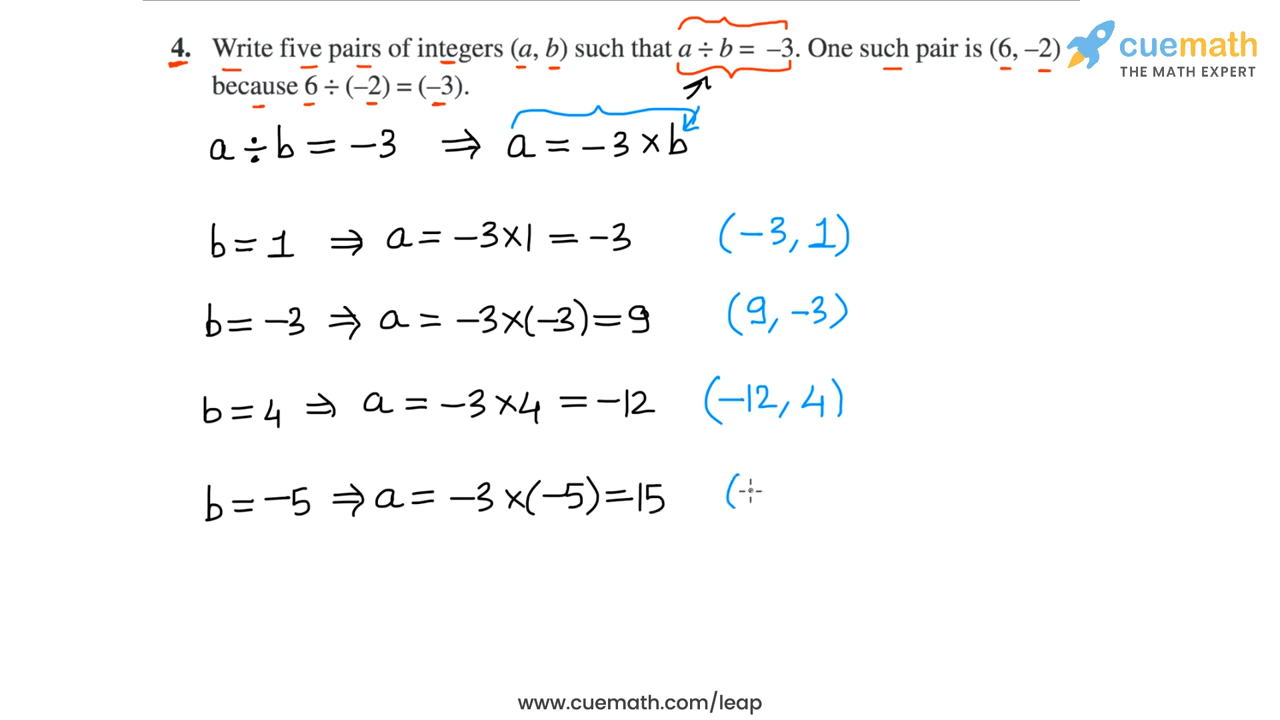 4. Write five pairs of integers (a, b) such that a ÷ b = –3. One such pair is (6, –2)
because 6 ÷ (–2) = (–3).
cuemath
THE MATH EXPERT
a ÷ b = –3 ⇒ a = –3 × b
b = 1 ⇒ a = –3×1 = –3 (–3, 1)
b = –3 ⇒ a = –3×(–3) = 9 (9, –3)
b = 4 ⇒ a = –3×4 = –12 (–12, 4)
b = –5 ⇒ a = –3×(–5) = 15 (
www.cuemath.com/leap